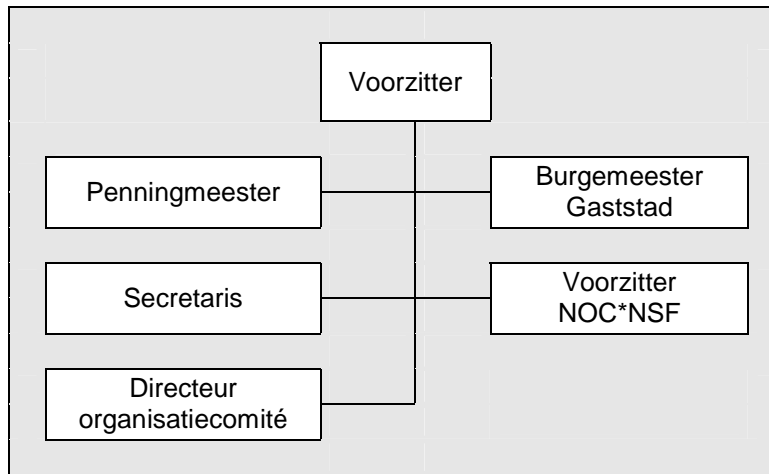 Voorzitter
Penningmeester
Burgemeester
Gaststad
Secretaris
Voorzitter
NOC*NSF
Directeur
organisatiecomité